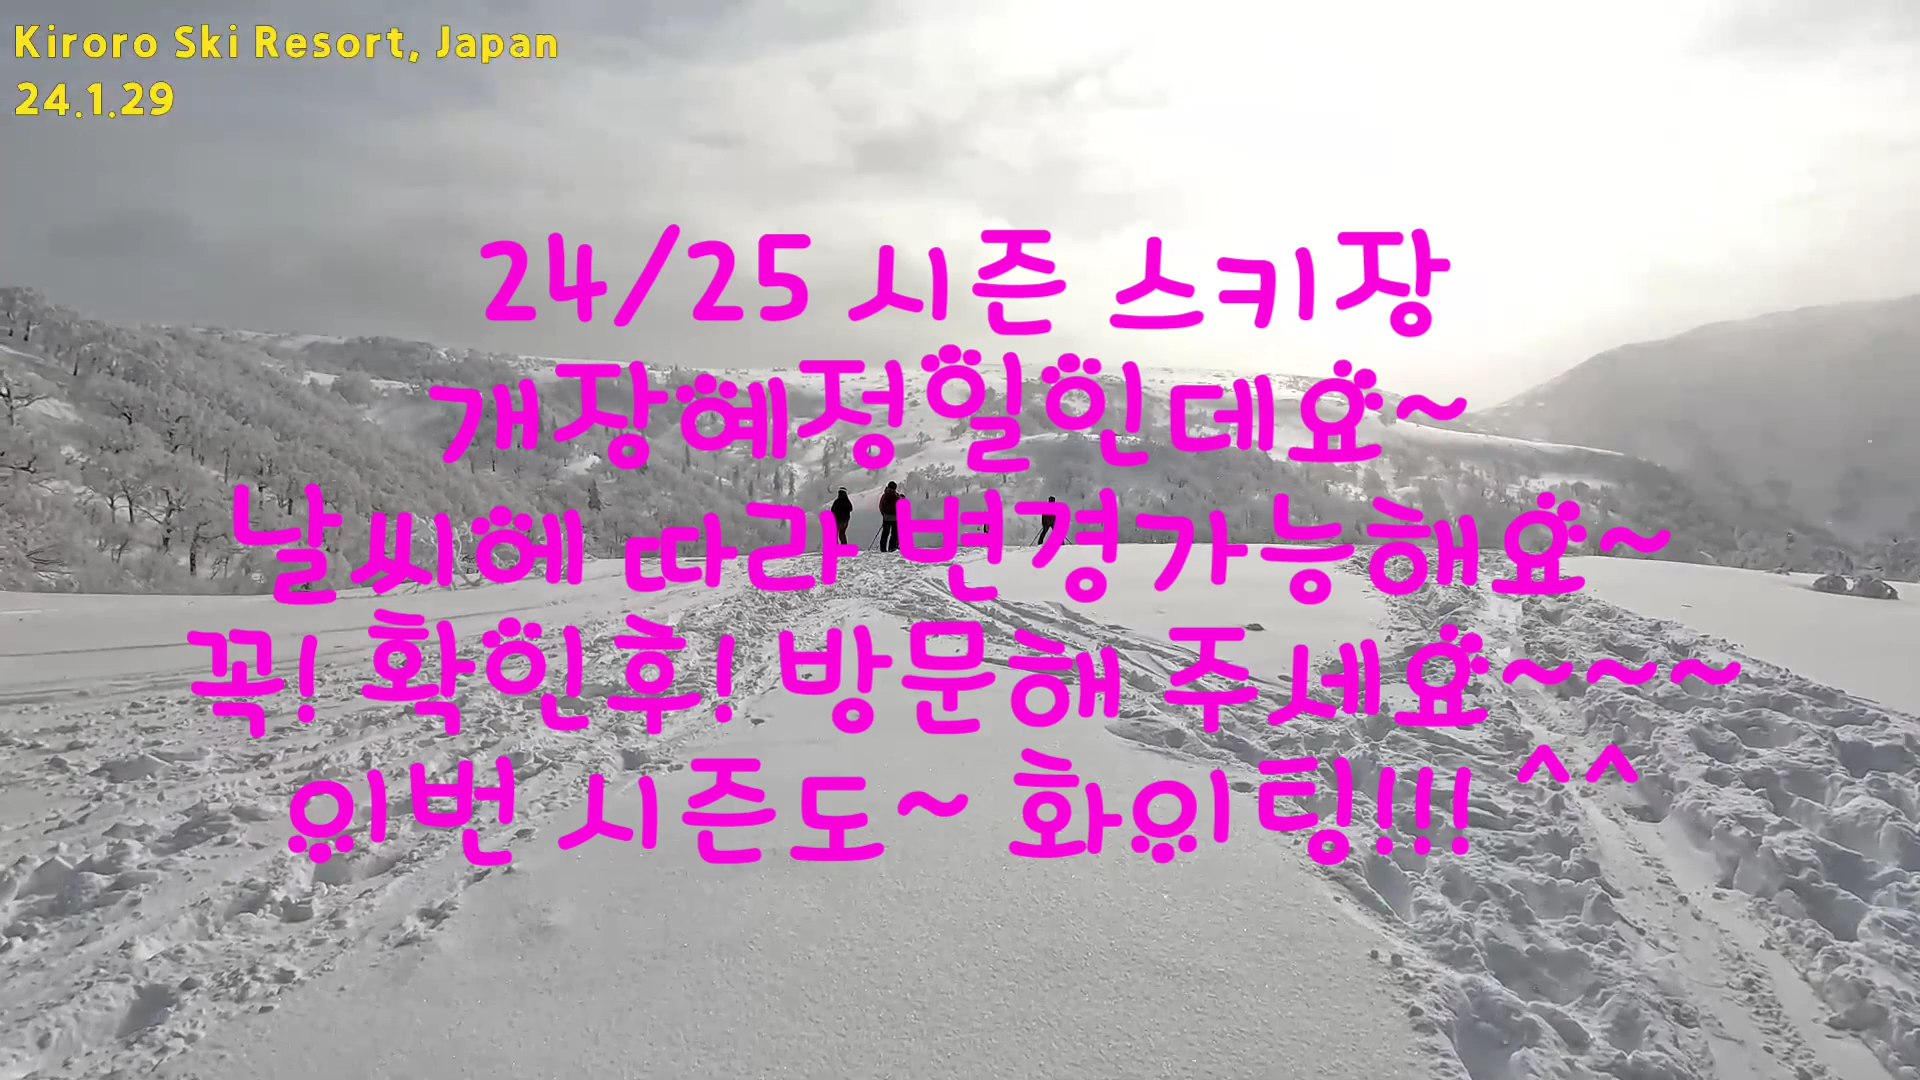 Kiroro Ski Resort, Japan
24.1.29
24/25 시즌 스키장
개장예정일인데요~
날씨에 따라 변경가능해요~
꼭! 확인후! 방문해 주세요~~~
이번 시즌도~ 화이팅!!! ^^